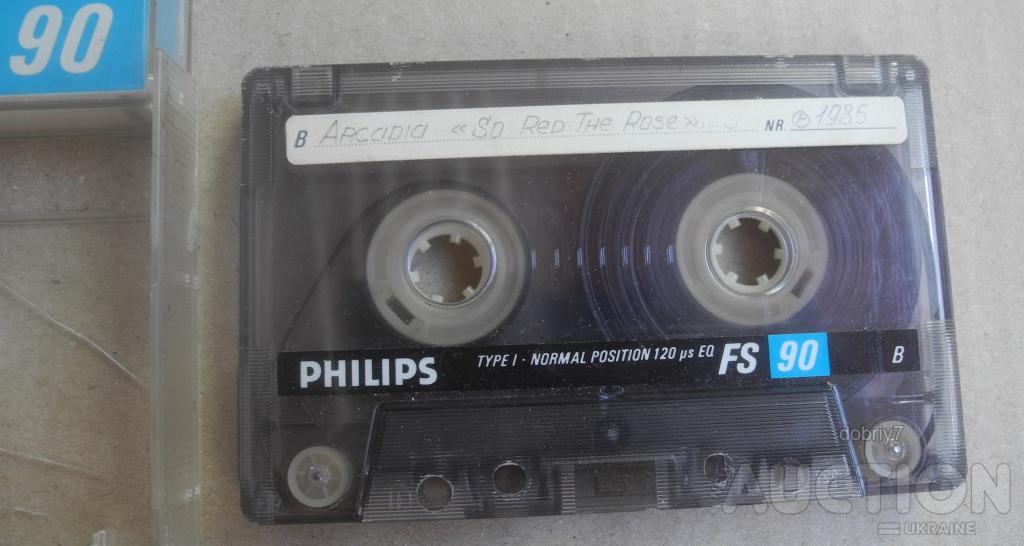 90
B ARCADIA «SO RED THE ROSE» NR. Ⓟ 1985
PHILIPS TYPE I · NORMAL POSITION 120 µs EQ FS 90 B
dobriy7
AUCTION
UKRAINE